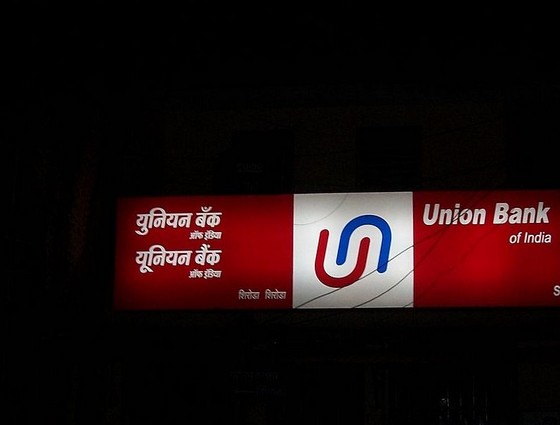 युनियन बँक
ऑफ इंडिया
यूनियन बैंक
ऑफ इंडिया
शिरोडा शिरोडा
Union Bank
of India